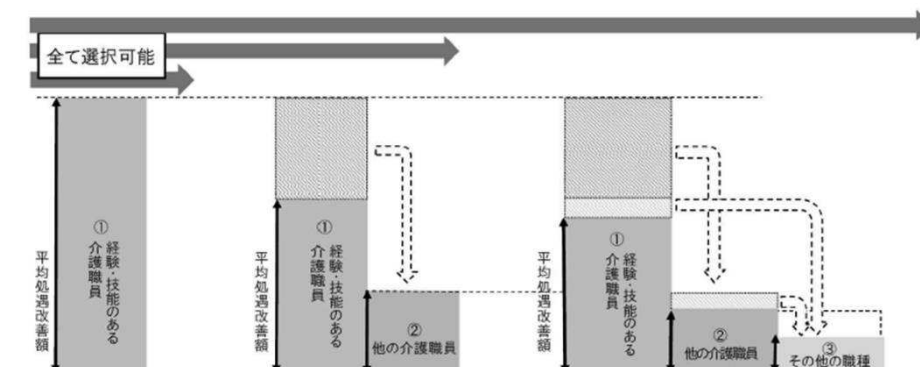 全て選択可能
平均処遇改善額
①
経験・技能のある
介護職員
平均処遇改善額
①
経験・技能のある
介護職員
②
他の介護職員
平均処遇改善額
①
経験・技能のある
介護職員
②
他の介護職員
③
その他の職種